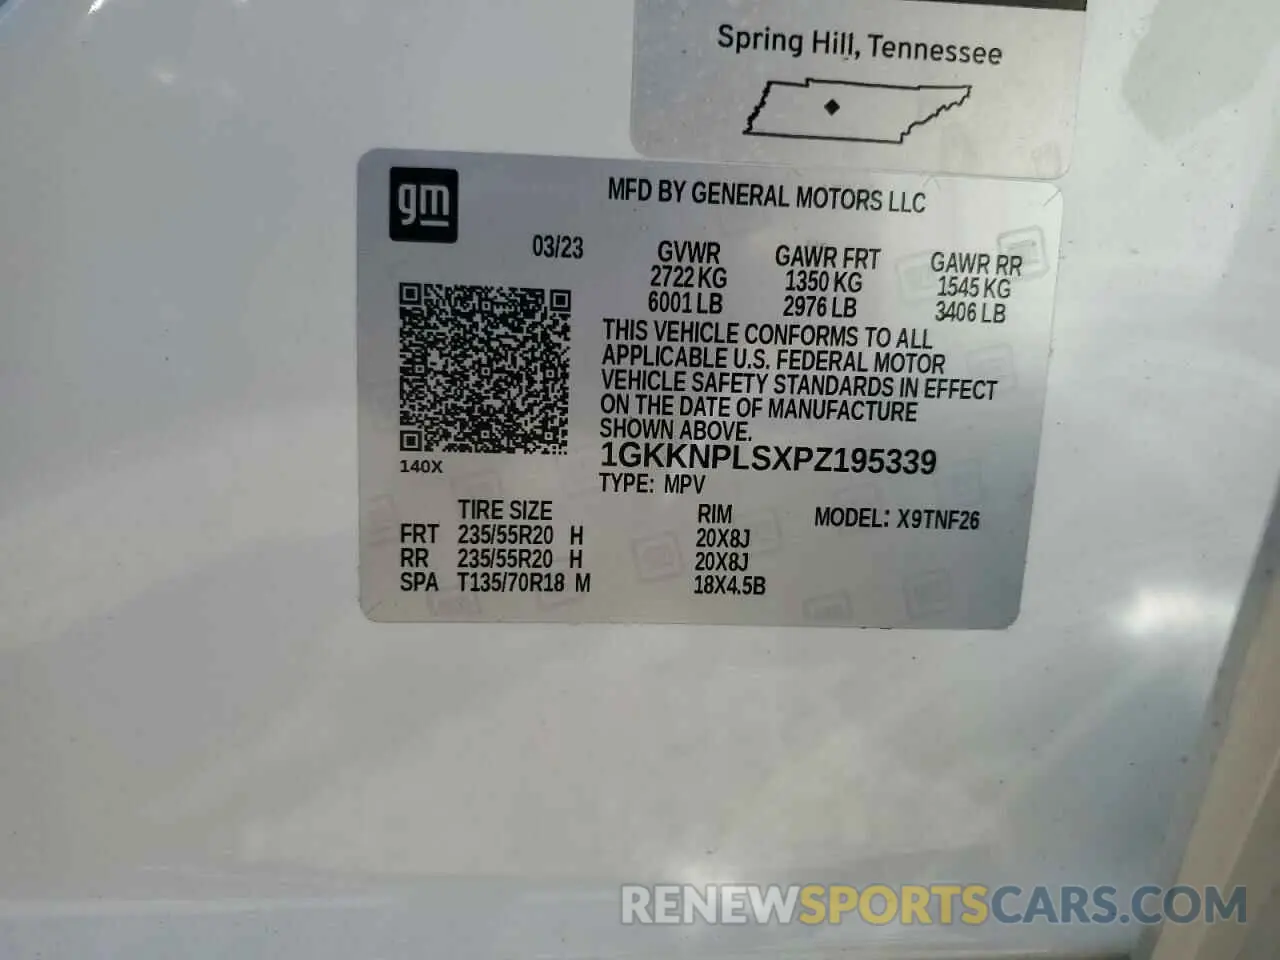 Spring Hill, Tennessee
gm
MFD BY GENERAL MOTORS LLC
03/23
GVWR GAWR FRT GAWR RR
2722 KG 1350 KG 1545 KG
6001 LB 2976 LB 3406 LB
THIS VEHICLE CONFORMS TO ALL
APPLICABLE U.S. FEDERAL MOTOR
VEHICLE SAFETY STANDARDS IN EFFECT
ON THE DATE OF MANUFACTURE
SHOWN ABOVE.
1GKKNPLSXPZ195339
140X
TYPE: MPV
TIRE SIZE RIM MODEL: X9TNF26
FRT 235/55R20 H 20X8J
RR 235/55R20 H 20X8J
SPA T135/70R18 M 18X4.5B
RENEWSPORTSCARS.COM